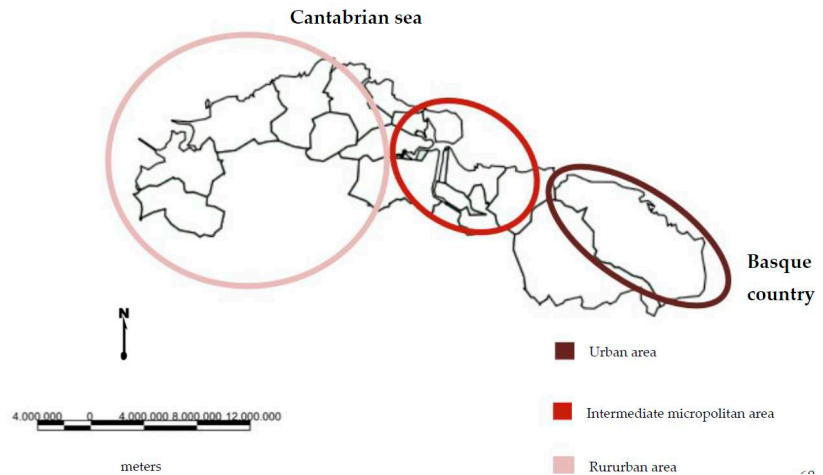 Cantabrian sea
Basque
country
N
Urban area
4.000.000 0 4.000.000 8.000.000 12.000.000
Intermediate micropolitan area
meters
Rururban area